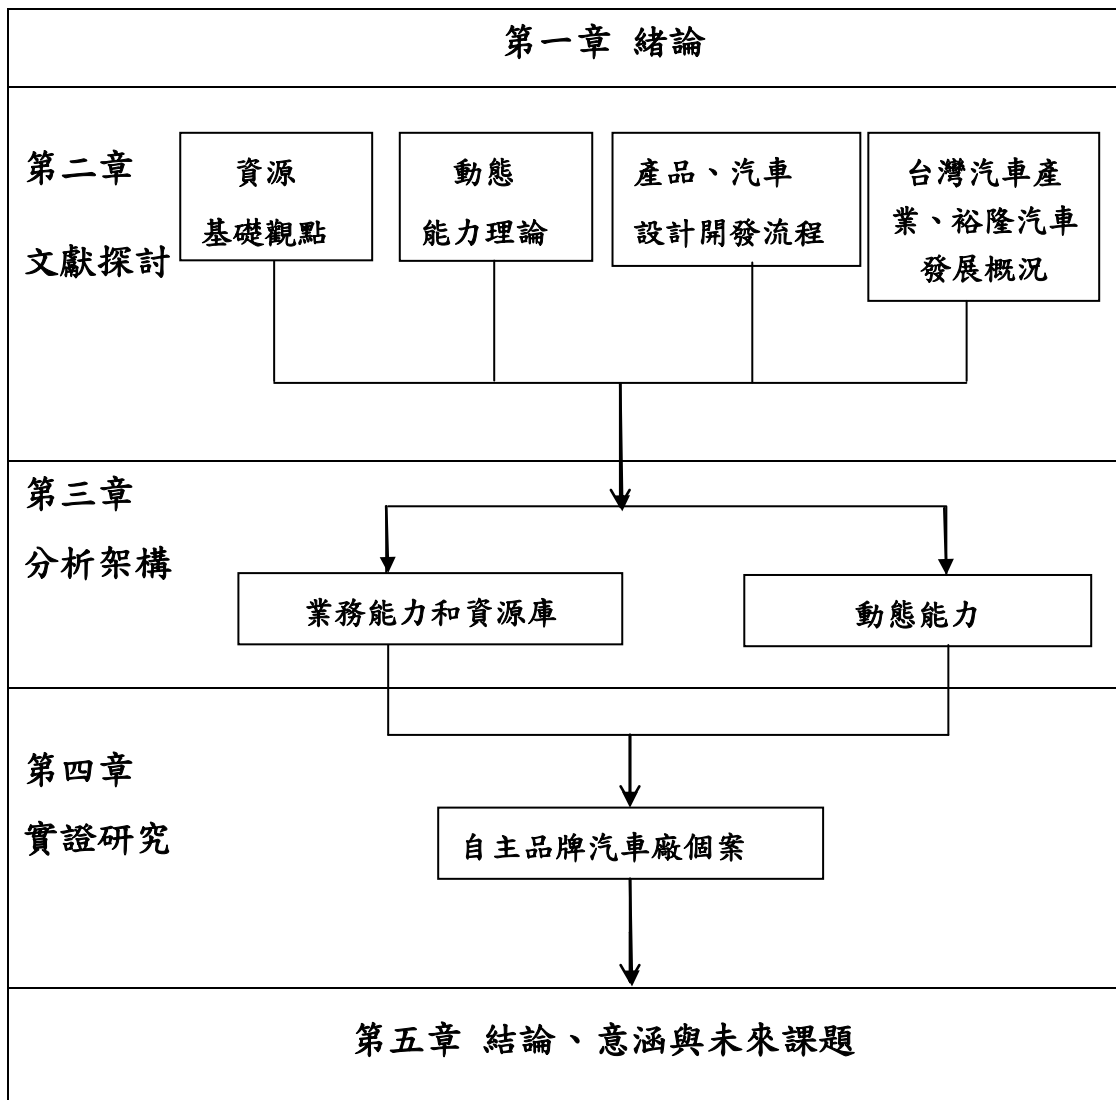 第一章 緒論
第二章
文獻探討
資源
基礎觀點
動態
能力理論
產品、汽車
設計開發流程
台灣汽車產
業、裕隆汽車
發展概況
第三章
分析架構
業務能力和資源庫
動態能力
第四章
實證研究
自主品牌汽車廠個案
第五章 結論、意涵與未來課題